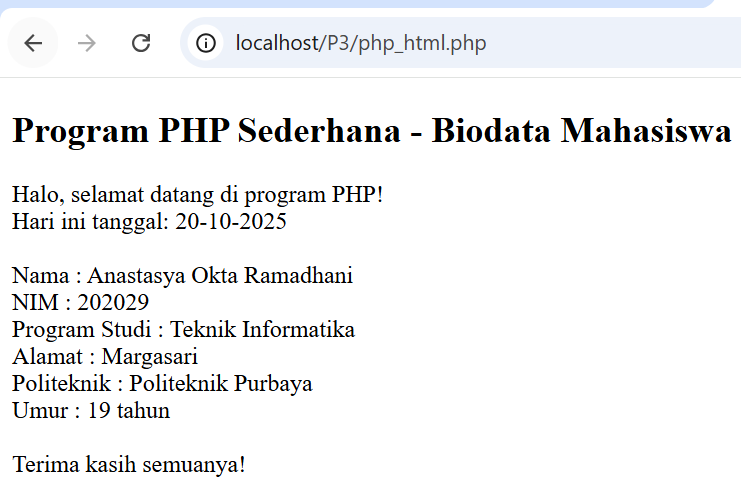 localhost/P3/php_html.php
Program PHP Sederhana - Biodata Mahasiswa
Halo, selamat datang di program PHP!
Hari ini tanggal: 20-10-2025
Nama : Anastasya Okta Ramadhani
NIM : 202029
Program Studi : Teknik Informatika
Alamat : Margasari
Politeknik : Politeknik Purbaya
Umur : 19 tahun
Terima kasih semuanya!